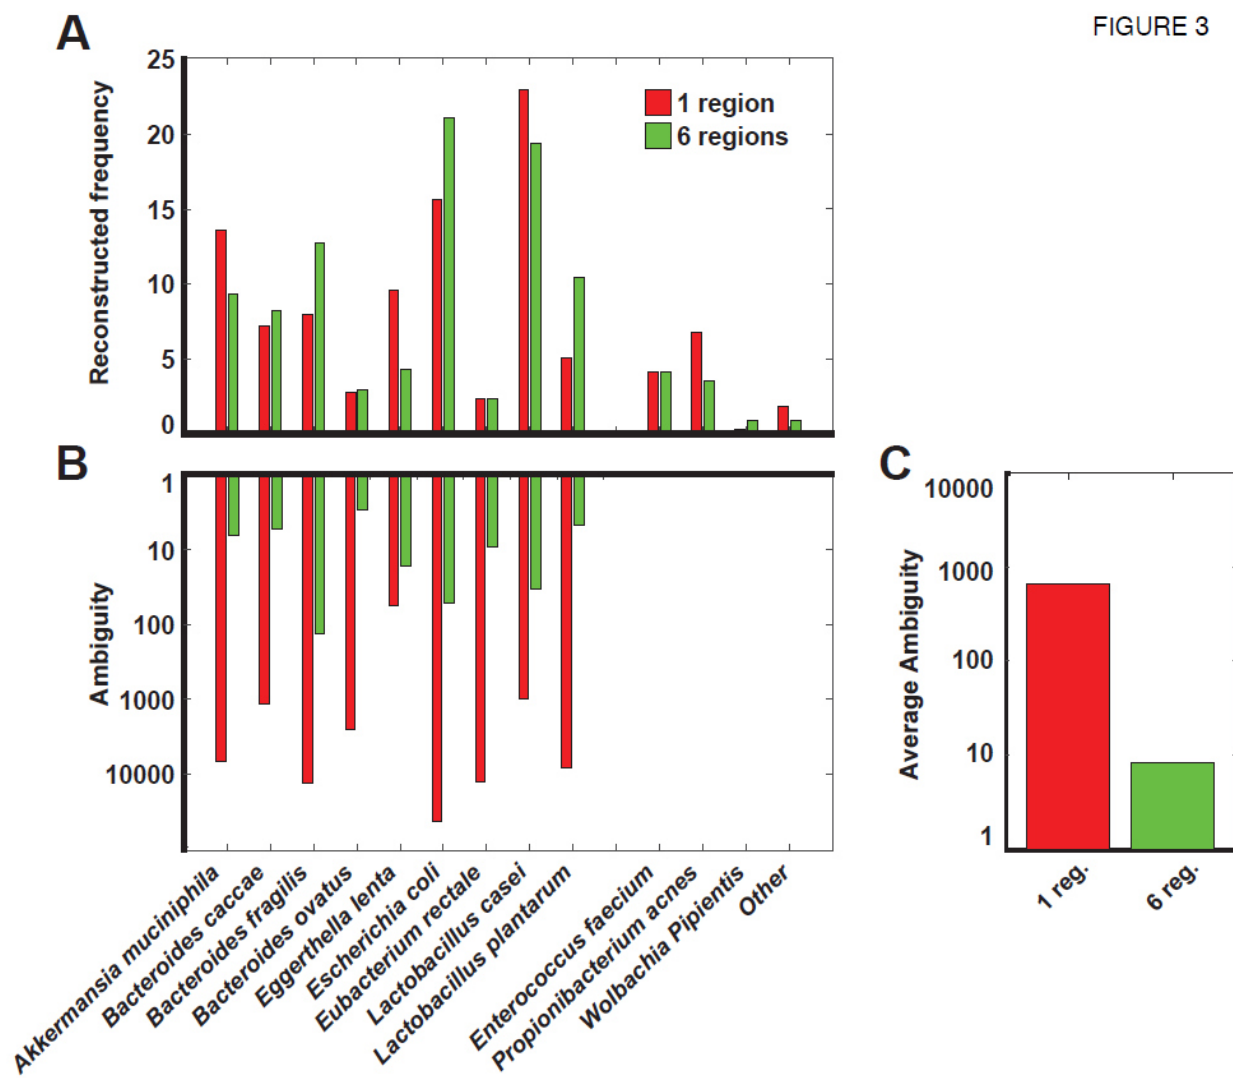 A
FIGURE 3
Reconstructed frequency
25
20
15
10
5
0
1 region
6 regions
B
Ambiguity
1
10
100
1000
10000
Akkermansia muciniphila
Bacteroides caccae
Bacteroides fragilis
Bacteroides ovatus
Eggerthella lenta
Escherichia coli
Eubacterium rectale
Lactobacillus casei
Lactobacillus plantarum
Enterococcus faecium
Propionibacterium acnes
Wolbachia Pipientis
Other
C
Average Ambiguity
10000
1000
100
10
1
1 reg.
6 reg.